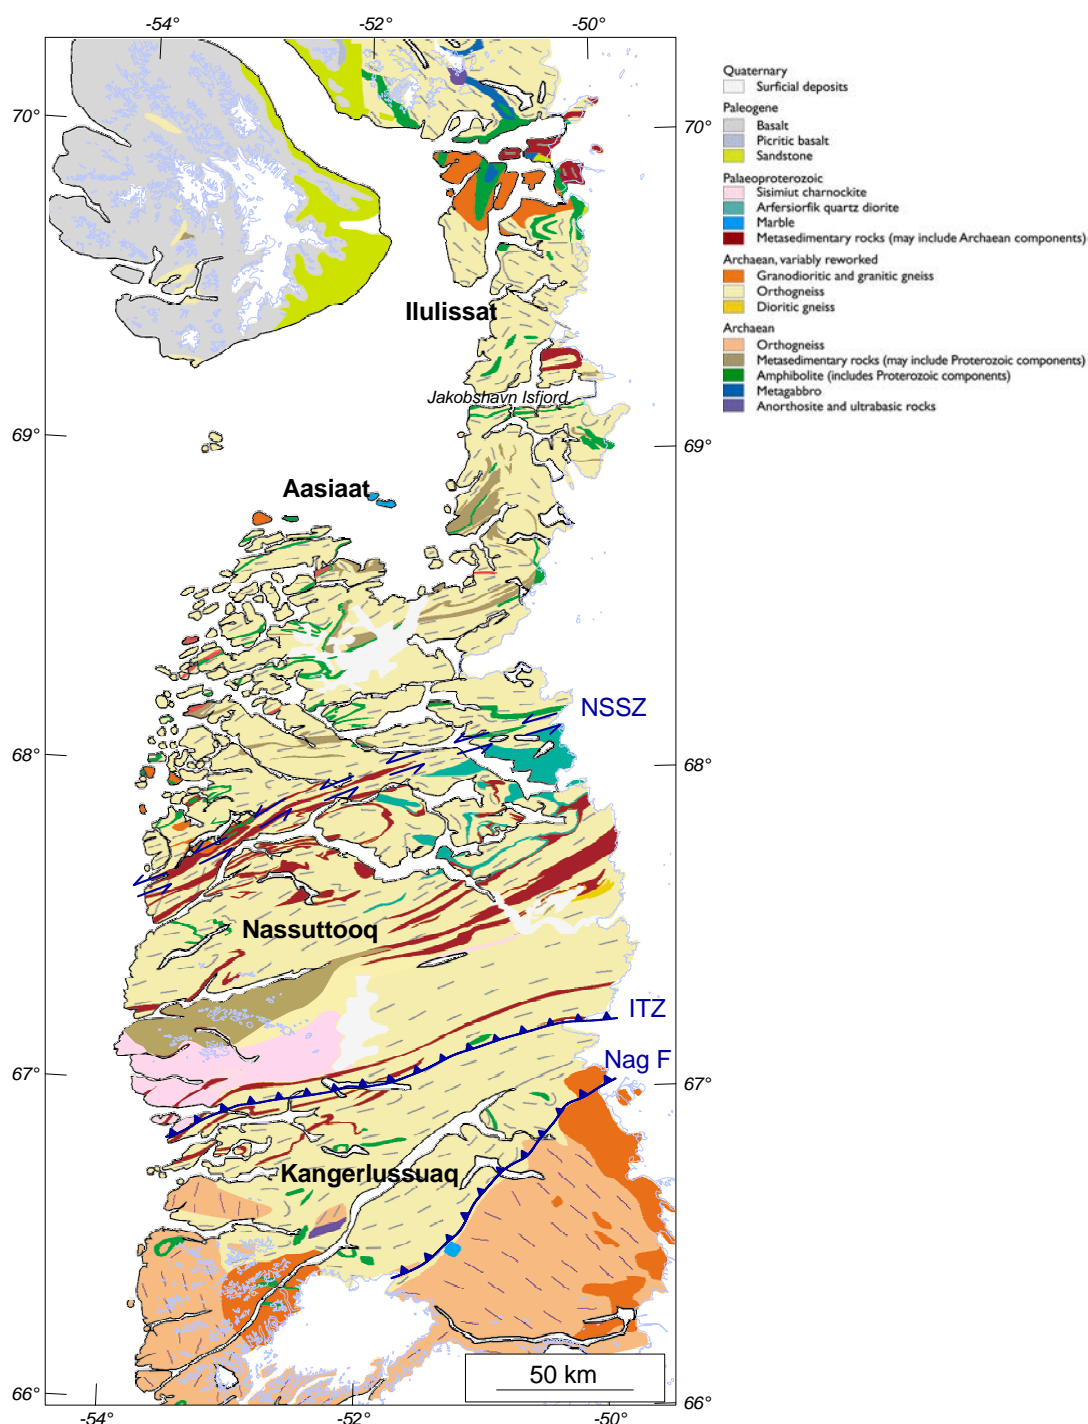 -54°
-52°
-50°
70°
70°
Quaternary
Surficial deposits
Paleogene
Basalt
Picritic basalt
Sandstone
Palaeoproterozoic
Sisimiut charnockite
Arfersiorfik quartz diorite
Marble
Metasedimentary rocks (may include Archaean components)
Archaean, variably reworked
Granodioritic and granitic gneiss
Orthogneiss
Dioritic gneiss
Archaean
Orthogneiss
Metasedimentary rocks (may include Proterozoic components)
Amphibolite (includes Proterozoic components)
Metagabbro
Anorthosite and ultrabasic rocks
Ilulissat
Jakobshavn Isfjord
69°
69°
Aasiaat
NSSZ
68°
68°
Nassuttooq
ITZ
Nag F
67°
67°
Kangerlussuaq
50 km
66°
66°
-54°
-52°
-50°